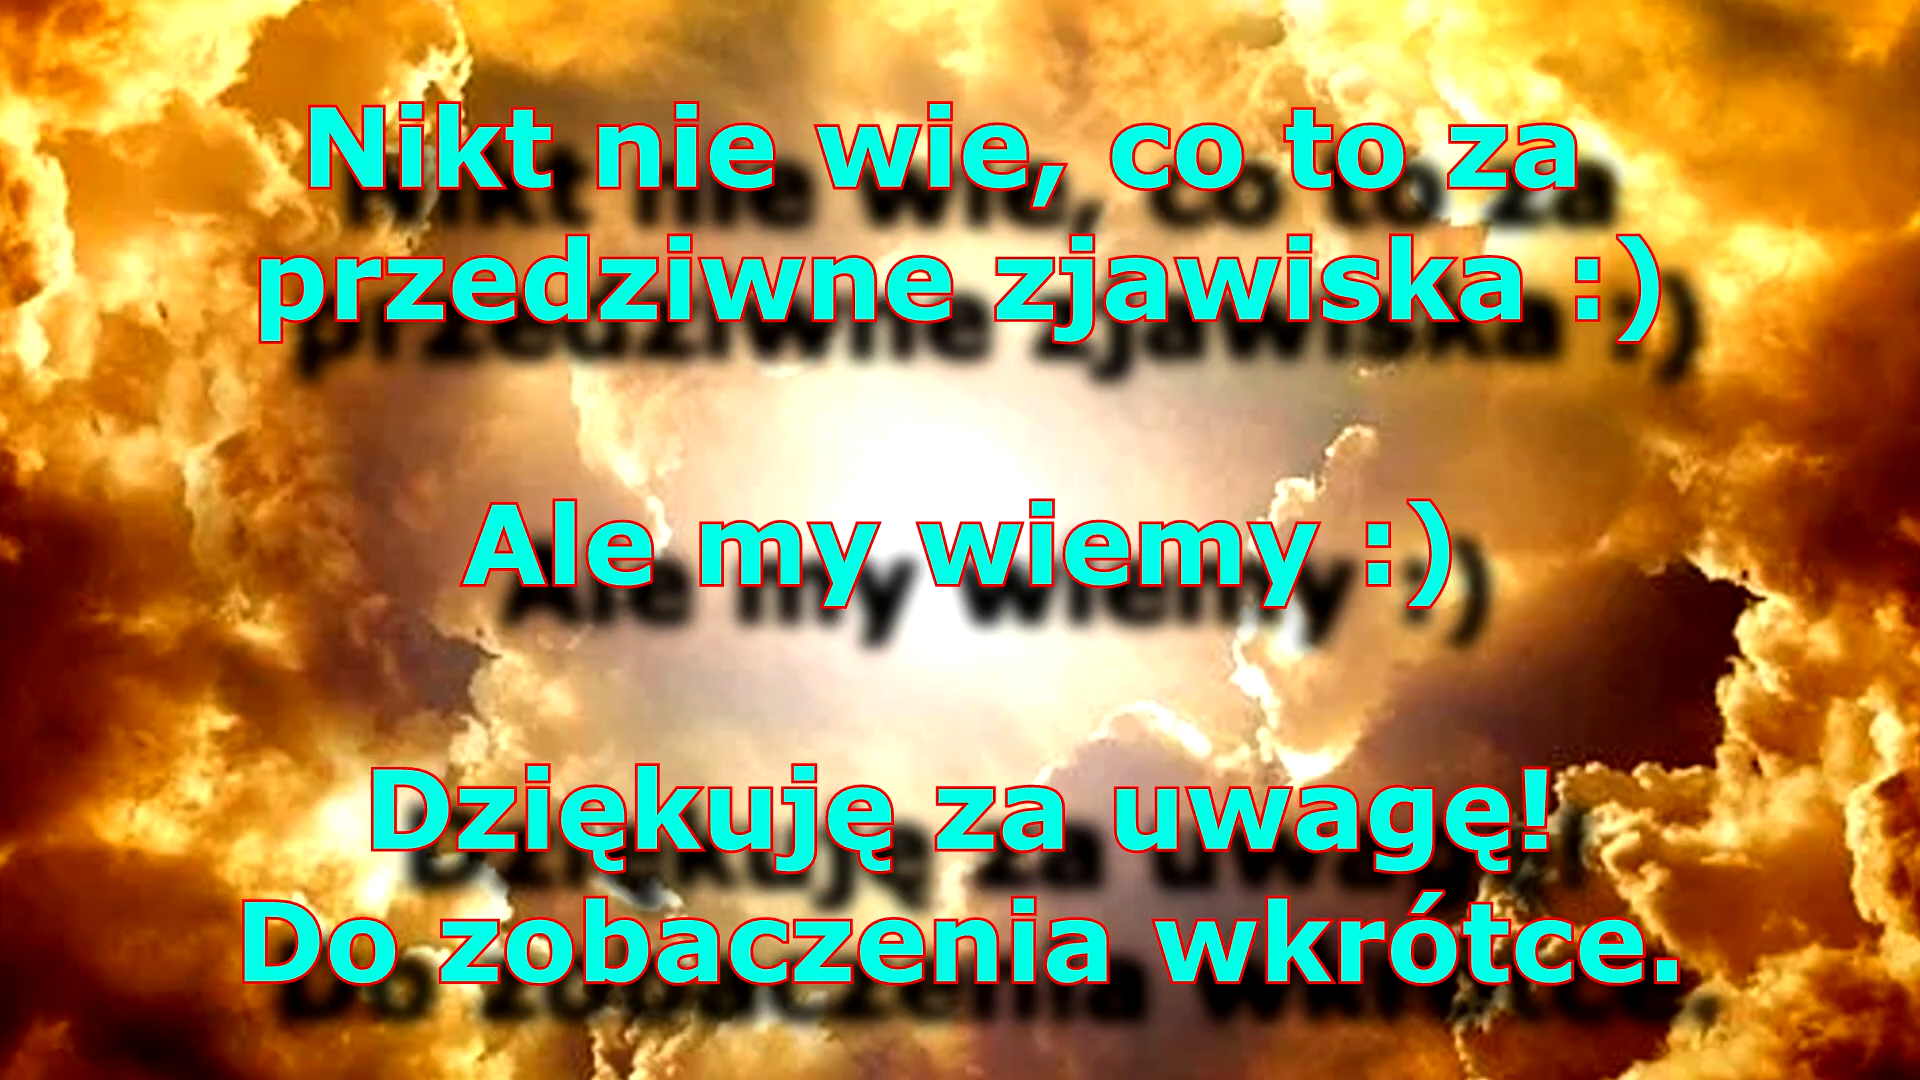 Nikt nie wie, co to za
przedziwne zjawiska :)
Ale my wiemy :)
Dziękuję za uwagę!
Do zobaczenia wkrótce.